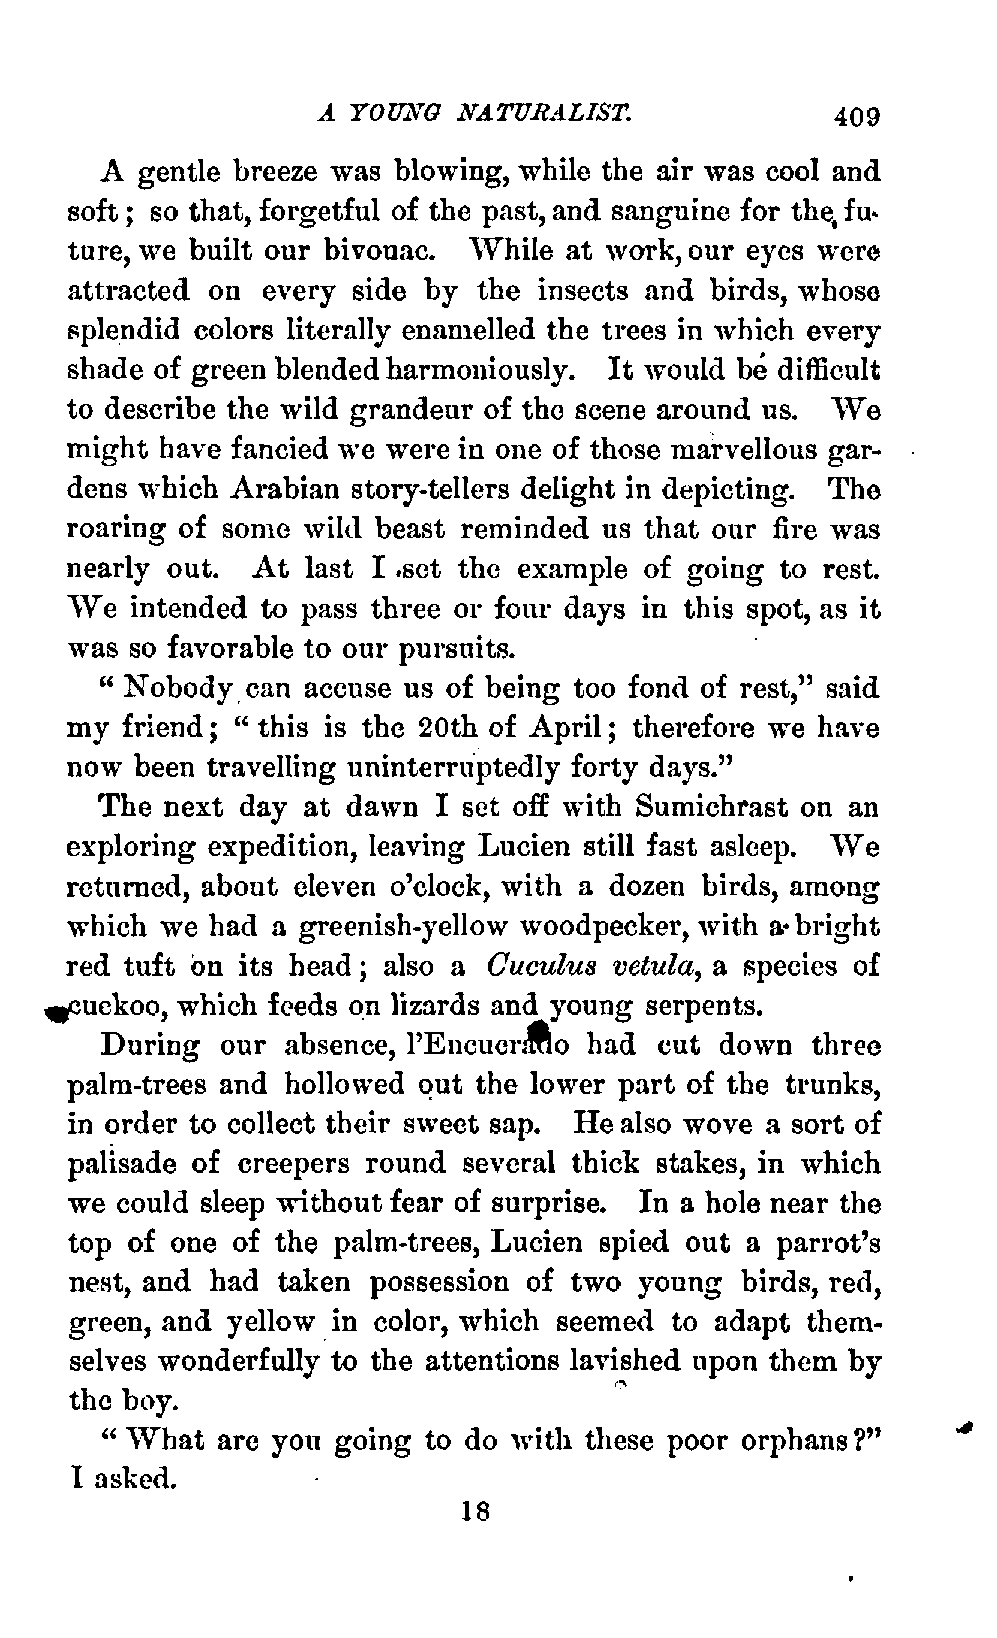 A YOUNG NATURALIST. 409
A gentle breeze was blowing, while the air was cool and
soft; so that, forgetful of the past, and sanguine for the fu-
ture, we built our bivouac. While at work, our eyes were
attracted on every side by the insects and birds, whose
splendid colors literally enamelled the trees in which every
shade of green blended harmoniously. It would be difficult
to describe the wild grandeur of the scene around us. We
might have fancied we were in one of those marvellous gar-
dens which Arabian story-tellers delight in depicting. The
roaring of some wild beast reminded us that our fire was
nearly out. At last I set the example of going to rest.
We intended to pass three or four days in this spot, as it
was so favorable to our pursuits.
“Nobody can accuse us of being too fond of rest,” said
my friend; “this is the 20th of April; therefore we have
now been travelling uninterruptedly forty days.”
The next day at dawn I set off with Sumichrast on an
exploring expedition, leaving Lucien still fast asleep. We
returned, about eleven o’clock, with a dozen birds, among
which we had a greenish-yellow woodpecker, with a bright
red tuft on its head; also a Cuculus vetula, a species of
cuckoo, which feeds on lizards and young serpents.
During our absence, l’Encuerado had cut down three
palm-trees and hollowed out the lower part of the trunks,
in order to collect their sweet sap. He also wove a sort of
palisade of creepers round several thick stakes, in which
we could sleep without fear of surprise. In a hole near the
top of one of the palm-trees, Lucien spied out a parrot’s
nest, and had taken possession of two young birds, red,
green, and yellow in color, which seemed to adapt them-
selves wonderfully to the attentions lavished upon them by
the boy.
“What are you going to do with these poor orphans?”
I asked.
18